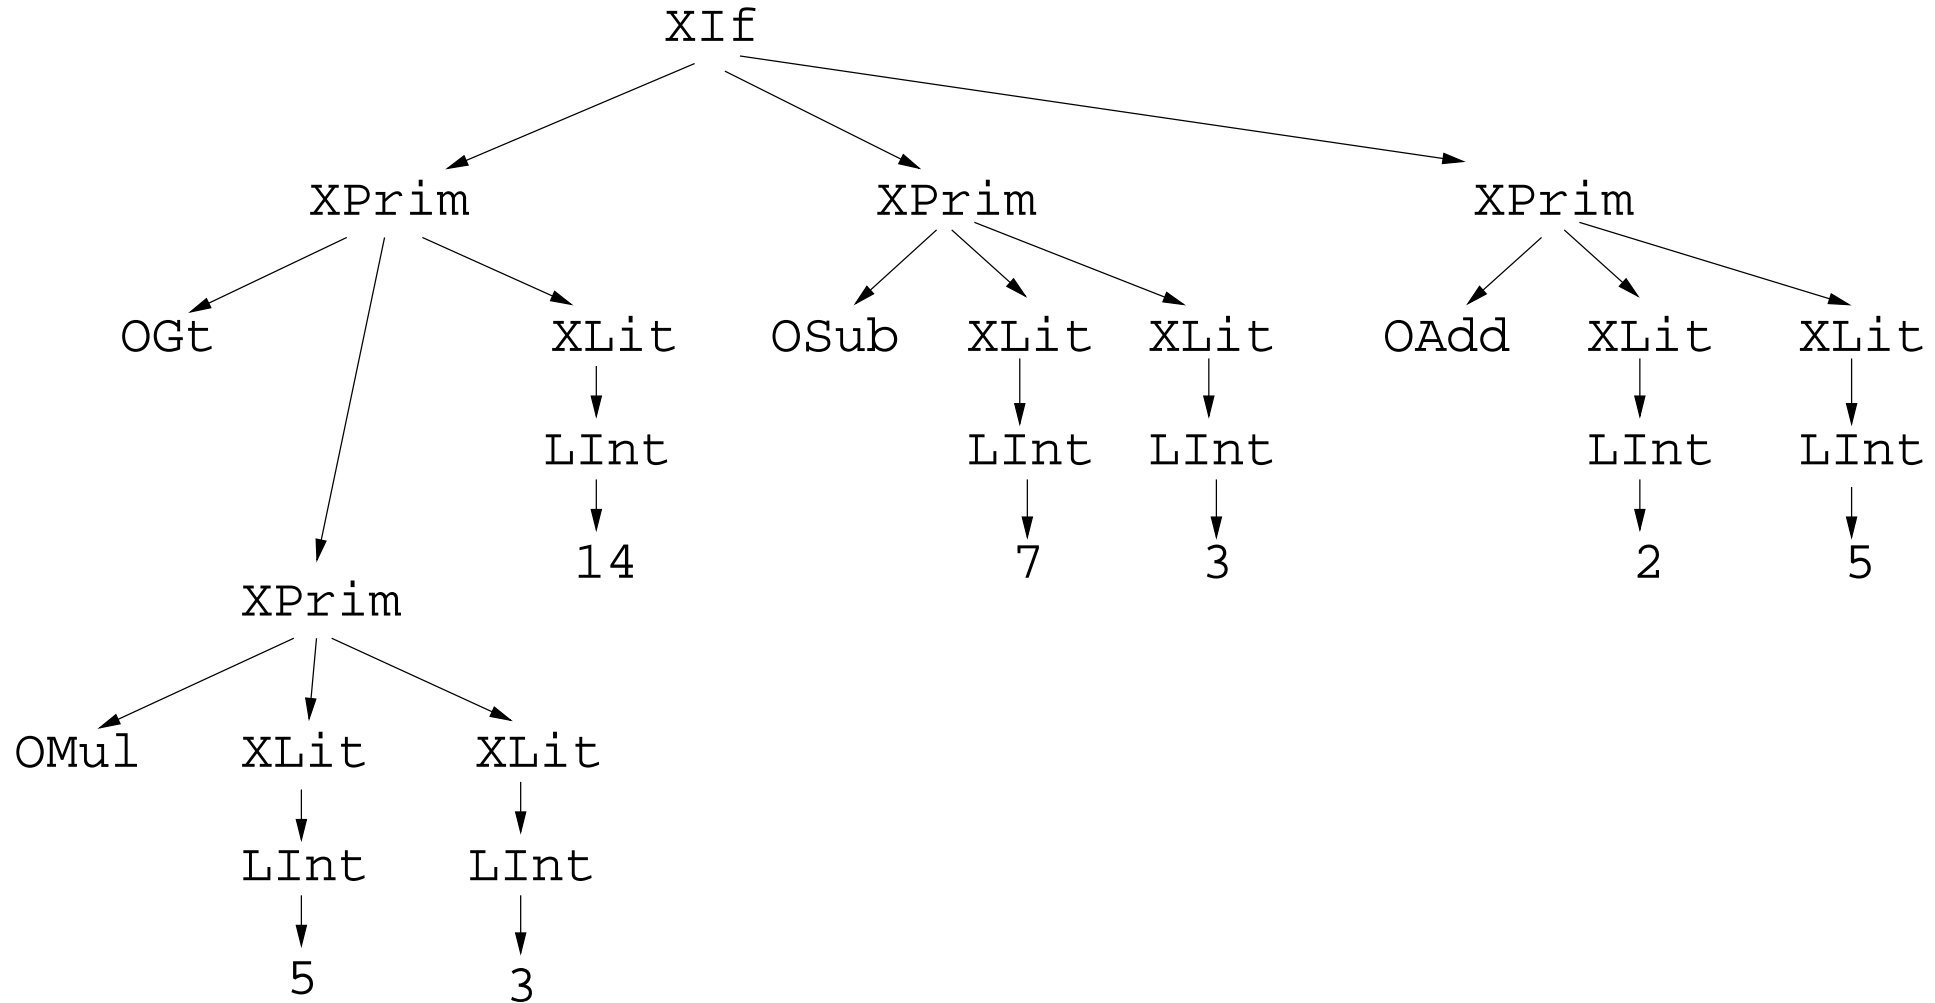 XIf
XPrim XPrim XPrim
OGt XLit OSub XLit XLit OAdd XLit XLit
LInt LInt LInt LInt LInt
14 7 3 2 5
XPrim
OMul XLit XLit
LInt LInt
5 3